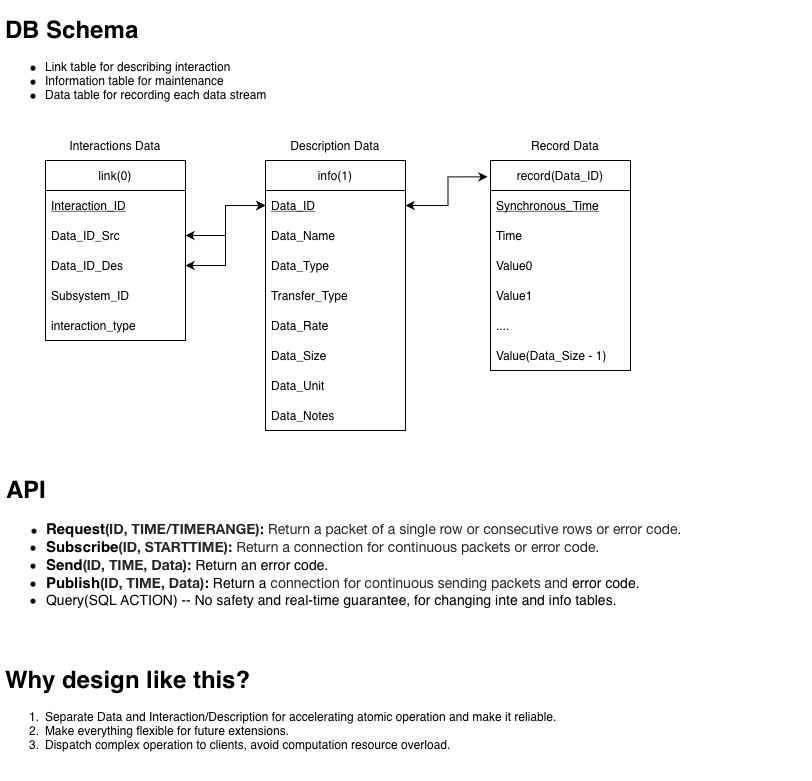 DB Schema
• Link table for describing interaction
• Information table for maintenance
• Data table for recording each data stream
Interactions Data
link(0)
Interaction_ID
Data_ID_Src
Data_ID_Des
Subsystem_ID
interaction_type
Description Data
info(1)
Data_ID
Data_Name
Data_Type
Transfer_Type
Data_Rate
Data_Size
Data_Unit
Data_Notes
Record Data
record(Data_ID)
Synchronous_Time
Time
Value0
Value1
....
Value(Data_Size - 1)
API
• Request(ID, TIME/TIMERANGE): Return a packet of a single row or consecutive rows or error code.
• Subscribe(ID, STARTTIME): Return a connection for continuous packets or error code.
• Send(ID, TIME, Data): Return an error code.
• Publish(ID, TIME, Data): Return a connection for continuous sending packets and error code.
• Query(SQL ACTION) -- No safety and real-time guarantee, for changing inte and info tables.
Why design like this?
1. Separate Data and Interaction/Description for accelerating atomic operation and make it reliable.
2. Make everything flexible for future extensions.
3. Dispatch complex operation to clients, avoid computation resource overload.